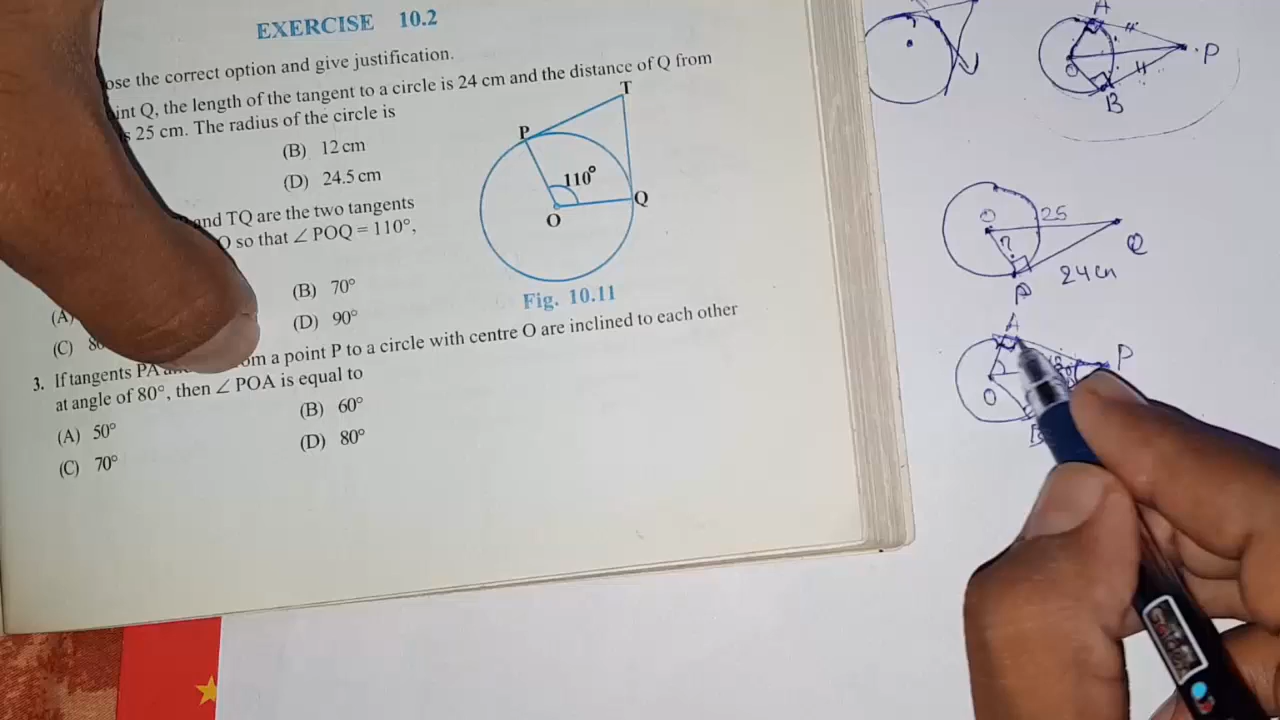 EXERCISE 10.2
ose the correct option and give justification.
int Q, the length of the tangent to a circle is 24 cm and the distance of Q from
25 cm. The radius of the circle is
(B) 12 cm
(D) 24.5 cm
and TQ are the two tangents
so that ∠ POQ = 110°,
(B) 70°
(A)
(D) 90°
(C)
T
P
110°
O
Q
Fig. 10.11
3. If tangents PA om a point P to a circle with centre O are inclined to each other
at angle of 80°, then ∠ POA is equal to
(A) 50°
(B) 60°
(C) 70°
(D) 80°
A
P
O
B
O
25
Q
?
24cm
P
A
P
O